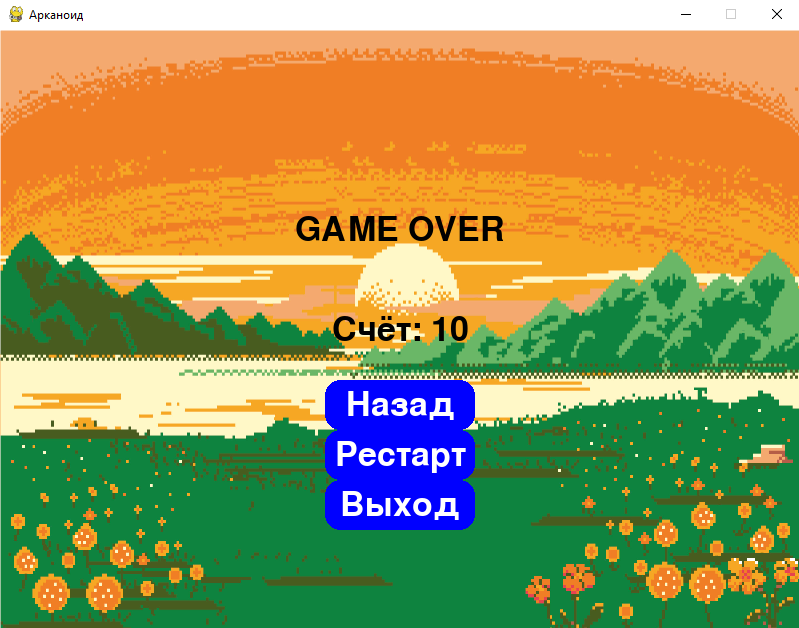 Арканоид
GAME OVER
Счёт: 10
Назад
Рестарт
Выход